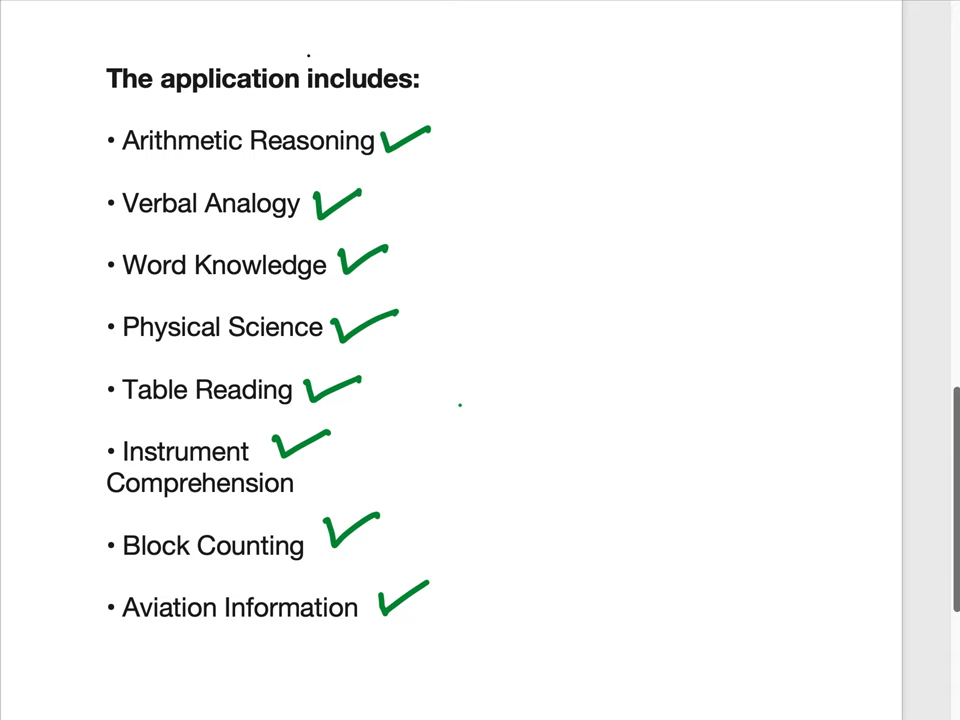 The application includes:
• Arithmetic Reasoning
• Verbal Analogy
• Word Knowledge
• Physical Science
• Table Reading
• Instrument
Comprehension
• Block Counting
• Aviation Information